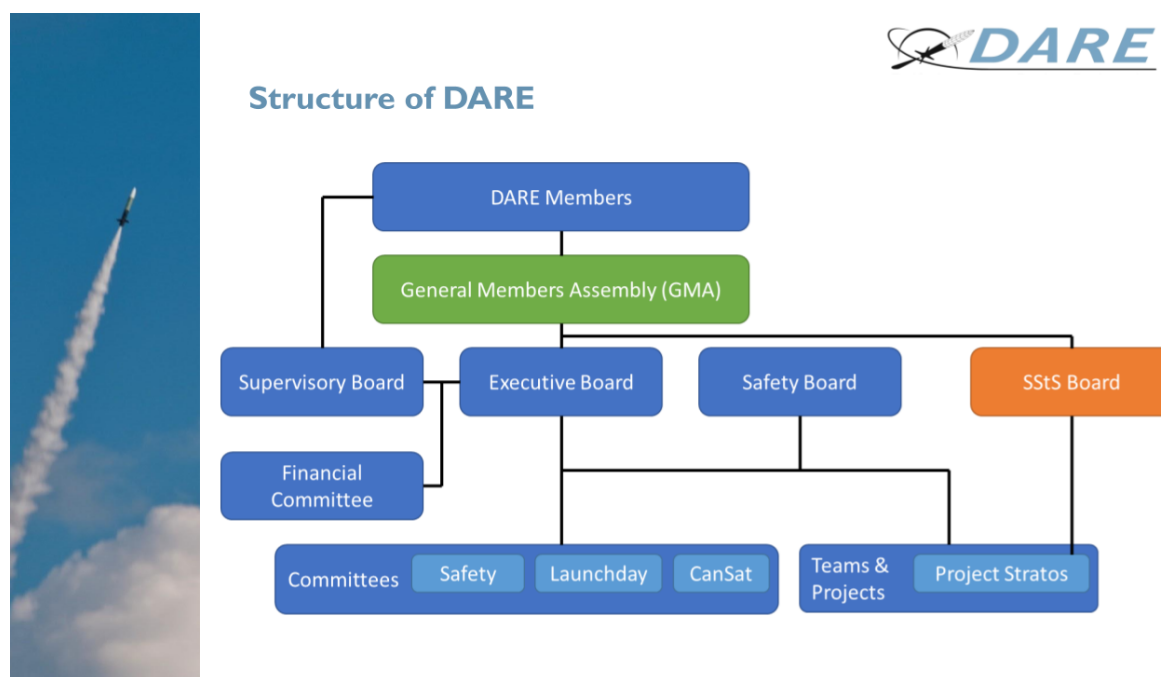 DARE
Structure of DARE
DARE Members
General Members Assembly (GMA)
Supervisory Board
Executive Board
Safety Board
SStS Board
Financial
Committee
Committees
Safety
Launchday
CanSat
Teams &
Projects
Project Stratos